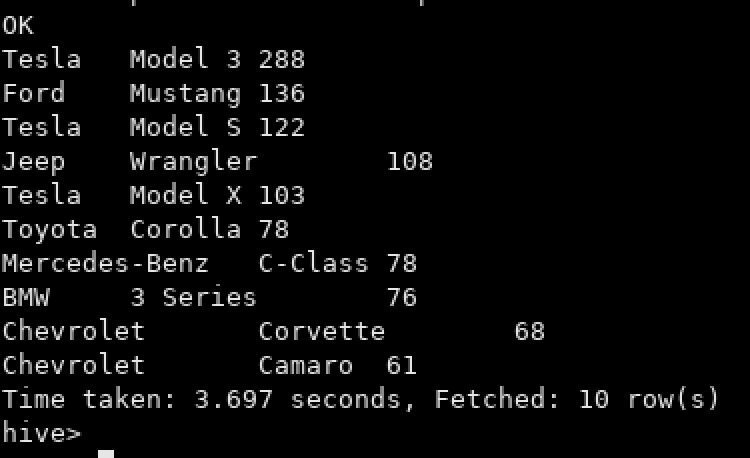 OK
Tesla   Model 3 288
Ford    Mustang 136
Tesla   Model S 122
Jeep    Wrangler        108
Tesla   Model X 103
Toyota  Corolla 78
Mercedes-Benz   C-Class 78
BMW     3 Series        76
Chevrolet       Corvette        68
Chevrolet       Camaro  61
Time taken: 3.697 seconds, Fetched: 10 row(s)
hive>